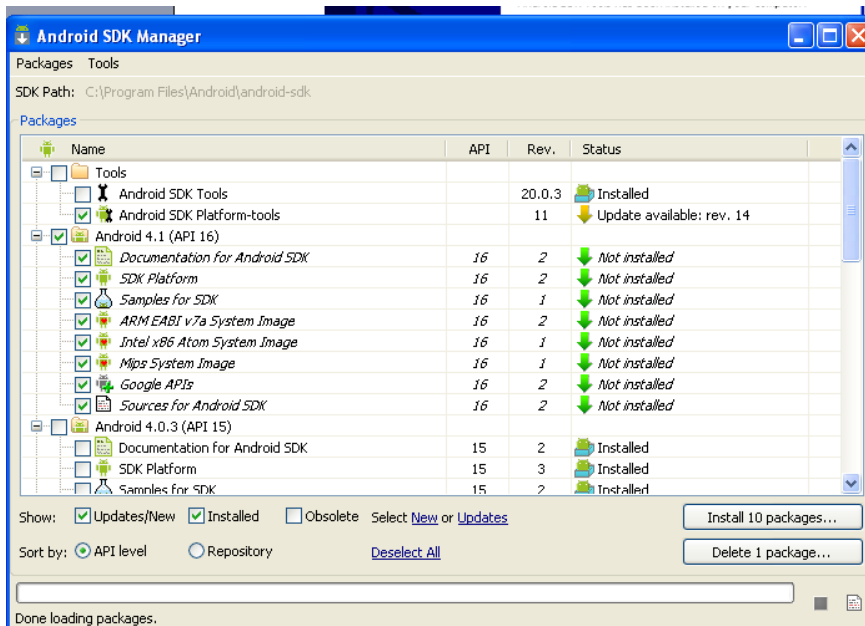 Android SDK Manager
Packages Tools
SDK Path: C:\Program Files\Android\android-sdk
Packages
Name API Rev. Status
Tools
Android SDK Tools 20.0.3 Installed
Android SDK Platform-tools 11 Update available: rev. 14
Android 4.1 (API 16)
Documentation for Android SDK 16 2 Not installed
SDK Platform 16 2 Not installed
Samples for SDK 16 1 Not installed
ARM EABI v7a System Image 16 2 Not installed
Intel x86 Atom System Image 16 1 Not installed
Mips System Image 16 1 Not installed
Google APIs 16 2 Not installed
Sources for Android SDK 16 2 Not installed
Android 4.0.3 (API 15)
Documentation for Android SDK 15 2 Installed
SDK Platform 15 3 Installed
Samples for SDK 15 2 Installed
Show: Updates/New Installed Obsolete Select New or Updates Install 10 packages...
Sort by: API level Repository Deselect All Delete 1 package...
Done loading packages.